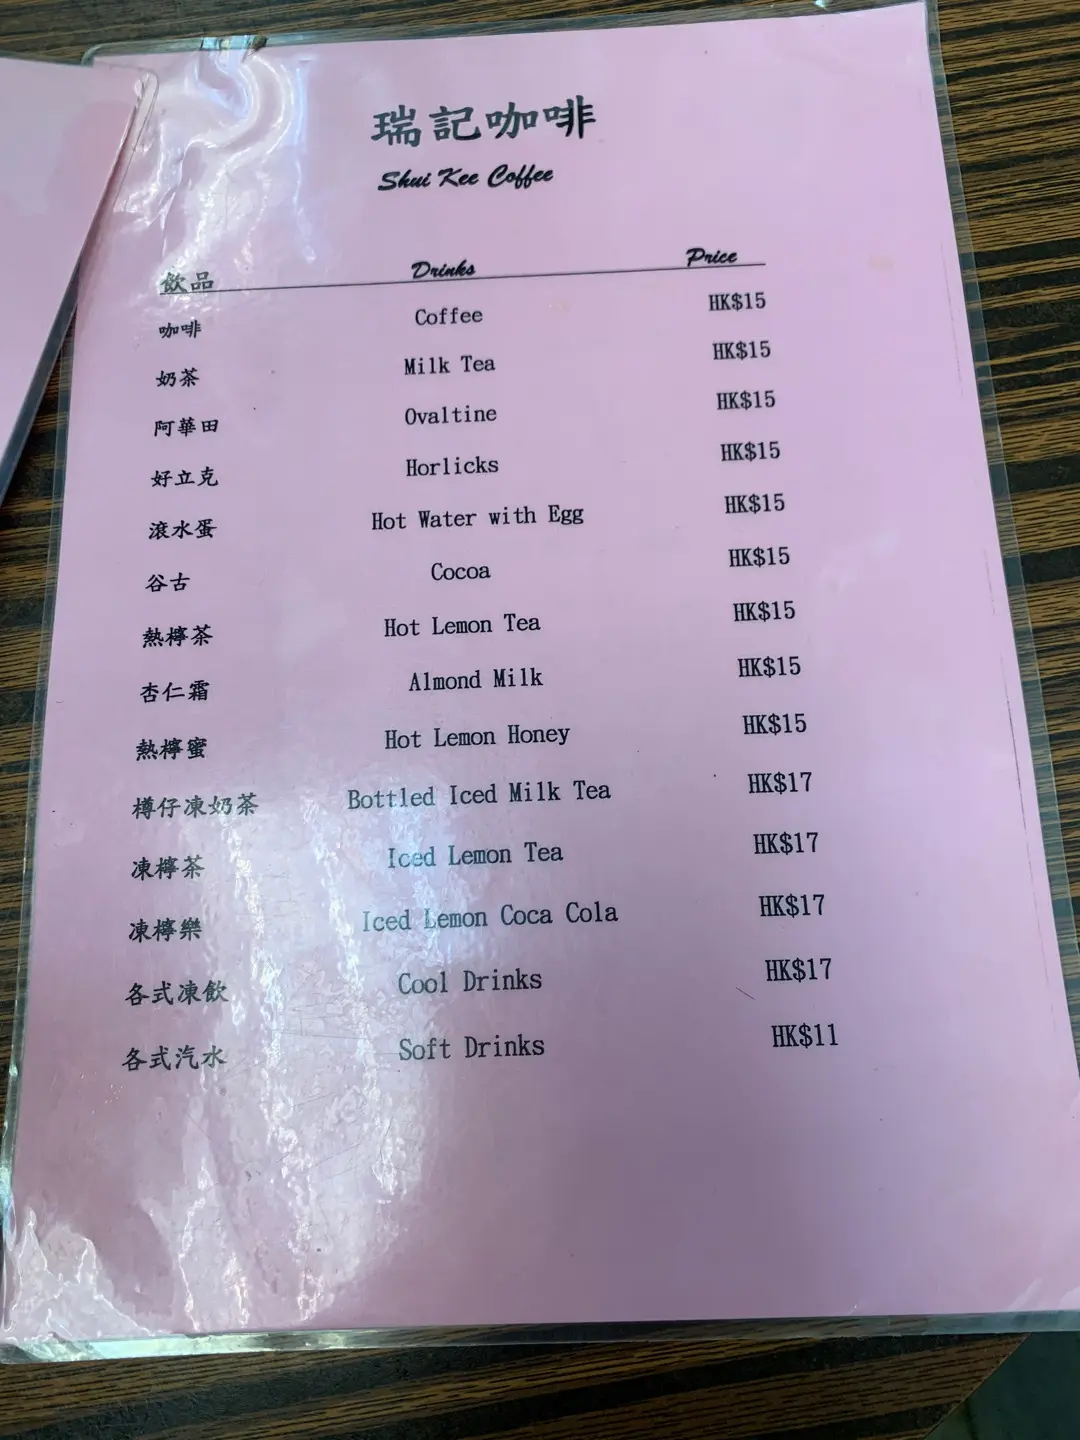 瑞記咖啡
Shui Kee Coffee
飲品 Drinks Price
咖啡 Coffee HK$15
奶茶 Milk Tea HK$15
阿華田 Ovaltine HK$15
好立克 Horlicks HK$15
滾水蛋 Hot Water with Egg HK$15
谷古 Cocoa HK$15
熱檸茶 Hot Lemon Tea HK$15
杏仁霜 Almond Milk HK$15
熱檸蜜 Hot Lemon Honey HK$15
樽仔凍奶茶 Bottled Iced Milk Tea HK$17
凍檸茶 Iced Lemon Tea HK$17
凍檸樂 Iced Lemon Coca Cola HK$17
各式凍飲 Cool Drinks HK$17
各式汽水 Soft Drinks HK$11